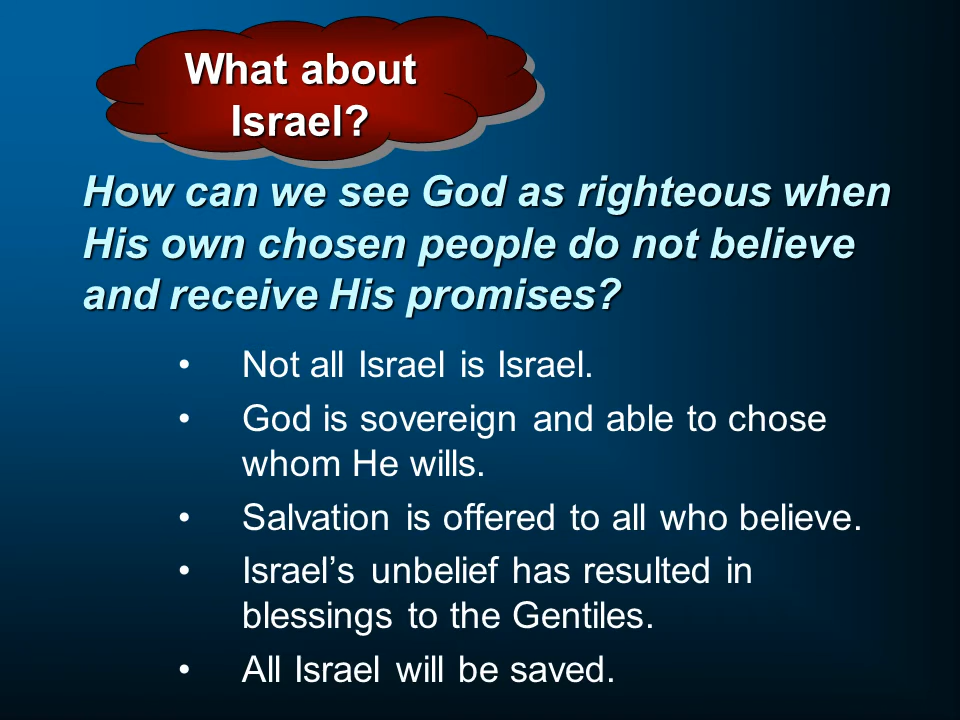 What about
Israel?
How can we see God as righteous when
His own chosen people do not believe
and receive His promises?
• Not all Israel is Israel.
• God is sovereign and able to chose
whom He wills.
• Salvation is offered to all who believe.
• Israel’s unbelief has resulted in
blessings to the Gentiles.
• All Israel will be saved.